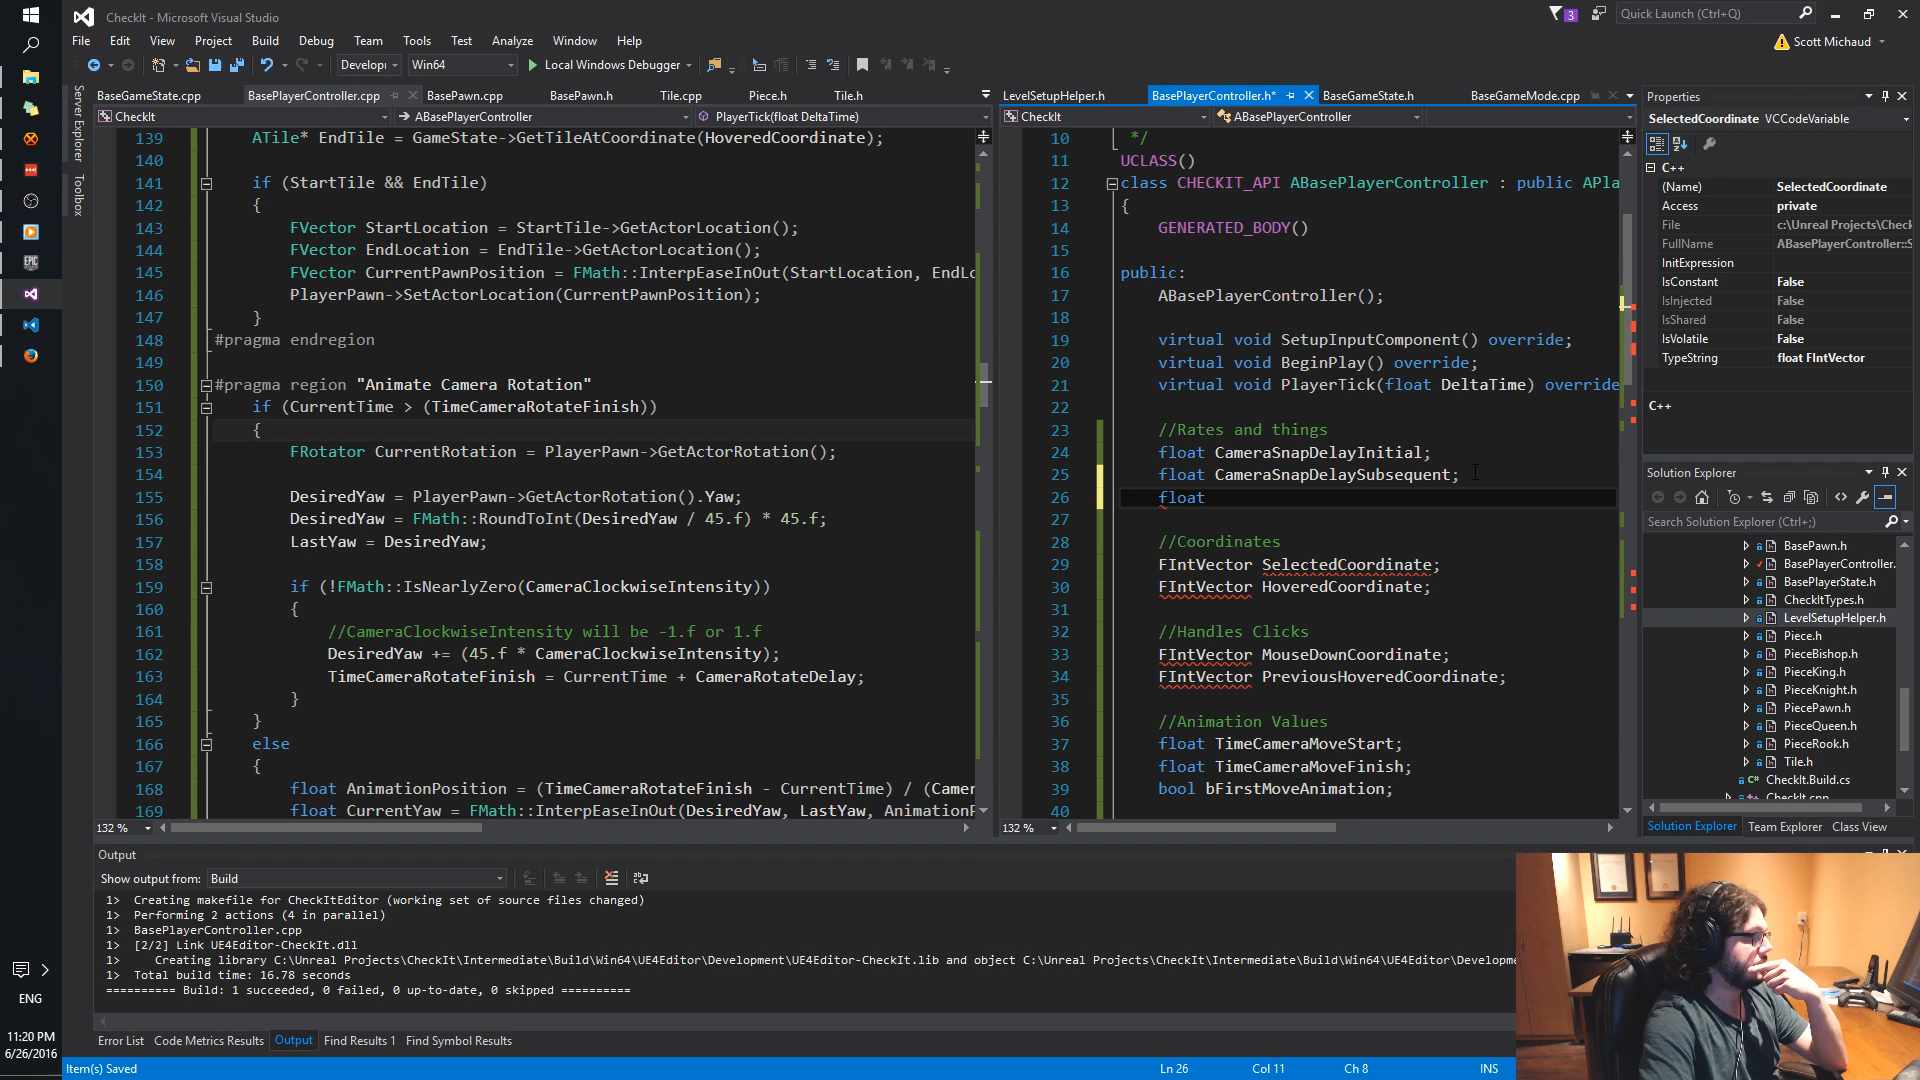 CheckIt - Microsoft Visual Studio
3
Quick Launch (Ctrl+Q)
File Edit View Project Build Debug Team Tools Test Analyze Window Help
Scott Michaud
Develop Win64 Local Windows Debugger
Server Explorer
Toolbox
BaseGameState.cpp BasePlayerController.cpp BasePawn.cpp BasePawn.h Tile.cpp Piece.h Tile.h
CheckIt ABasePlayerController PlayerTick(float DeltaTime)
139 ATile* EndTile = GameState->GetTileAtCoordinate(HoveredCoordinate);
140
141 if (StartTile && EndTile)
142 {
143 FVector StartLocation = StartTile->GetActorLocation();
144 FVector EndLocation = EndTile->GetActorLocation();
145 FVector CurrentPawnPosition = FMath::InterpEaseInOut(StartLocation, EndLo
146 PlayerPawn->SetActorLocation(CurrentPawnPosition);
147 }
148 #pragma endregion
149
150 #pragma region "Animate Camera Rotation"
151 if (CurrentTime > (TimeCameraRotateFinish))
152 {
153 FRotator CurrentRotation = PlayerPawn->GetActorRotation();
154
155 DesiredYaw = PlayerPawn->GetActorRotation().Yaw;
156 DesiredYaw = FMath::RoundToInt(DesiredYaw / 45.f) * 45.f;
157 LastYaw = DesiredYaw;
158
159 if (!FMath::IsNearlyZero(CameraClockwiseIntensity))
160 {
161 //CameraClockwiseIntensity will be -1.f or 1.f
162 DesiredYaw += (45.f * CameraClockwiseIntensity);
163 TimeCameraRotateFinish = CurrentTime + CameraRotateDelay;
164 }
165 }
166 else
167 {
168 float AnimationPosition = (TimeCameraRotateFinish - CurrentTime) / (Camer
169 float CurrentYaw = FMath::InterpEaseInOut(DesiredYaw, LastYaw, AnimationP
132 %
LevelSetupHelper.h BasePlayerController.h* BaseGameState.h BaseGameMode.cpp
CheckIt ABasePlayerController
10 */
11 UCLASS()
12 class CHECKIT_API ABasePlayerController : public APla
13 {
14 GENERATED_BODY()
15
16 public:
17 ABasePlayerController();
18
19 virtual void SetupInputComponent() override;
20 virtual void BeginPlay() override;
21 virtual void PlayerTick(float DeltaTime) override
22
23 //Rates and things
24 float CameraSnapDelayInitial;
25 float CameraSnapDelaySubsequent;
26 float
27
28 //Coordinates
29 FIntVector SelectedCoordinate;
30 FIntVector HoveredCoordinate;
31
32 //Handles Clicks
33 FIntVector MouseDownCoordinate;
34 FIntVector PreviousHoveredCoordinate;
35
36 //Animation Values
37 float TimeCameraMoveStart;
38 float TimeCameraMoveFinish;
39 bool bFirstMoveAnimation;
40
132 %
Properties
SelectedCoordinate VCCodeVariable
C++
(Name) SelectedCoordinate
Access private
File c:\Unreal Projects\Check
FullName ABasePlayerController::S
InitExpression
IsConstant False
IsInjected False
IsShared False
IsVolatile False
TypeString float FIntVector
C++
Solution Explorer
Search Solution Explorer (Ctrl+;)
BasePawn.h
BasePlayerController.
BasePlayerState.h
CheckItTypes.h
LevelSetupHelper.h
Piece.h
PieceBishop.h
PieceKing.h
PieceKnight.h
PiecePawn.h
PieceQueen.h
PieceRook.h
Tile.h
CheckIt.Build.cs
CheckIt.cpp
Solution Explorer Team Explorer Class View
Output
Show output from: Build
1> Creating makefile for CheckItEditor (working set of source files changed)
1> Performing 2 actions (4 in parallel)
1> BasePlayerController.cpp
1> [2/2] Link UE4Editor-CheckIt.dll
1> Creating library C:\Unreal Projects\CheckIt\Intermediate\Build\Win64\UE4Editor\Development\UE4Editor-CheckIt.lib and object C:\Unreal Projects\CheckIt\Intermediate\Build\Win64\UE4Editor\Developme
1> Total build time: 16.78 seconds
========== Build: 1 succeeded, 0 failed, 0 up-to-date, 0 skipped ==========
Error List Code Metrics Results Output Find Results 1 Find Symbol Results
Item(s) Saved Ln 26 Col 11 Ch 8 INS
EPIC
ENG
11:20 PM
6/26/2016